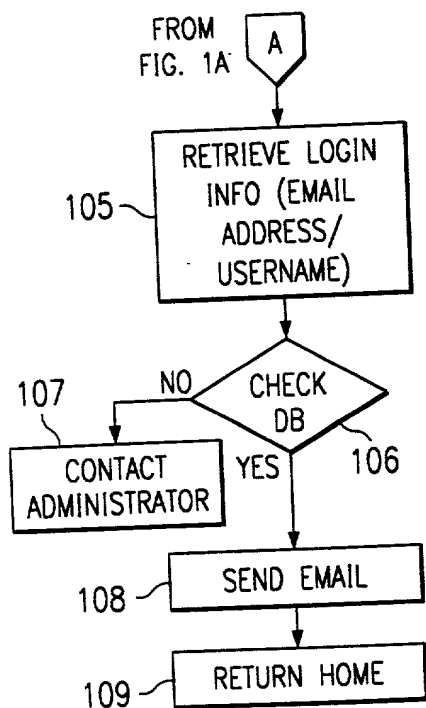 FROM
FIG. 1A
A
RETRIEVE LOGIN
INFO (EMAIL
ADDRESS/
USERNAME)
105
NO
CHECK
DB
106
107
YES
CONTACT
ADMINISTRATOR
SEND EMAIL
108
RETURN HOME
109